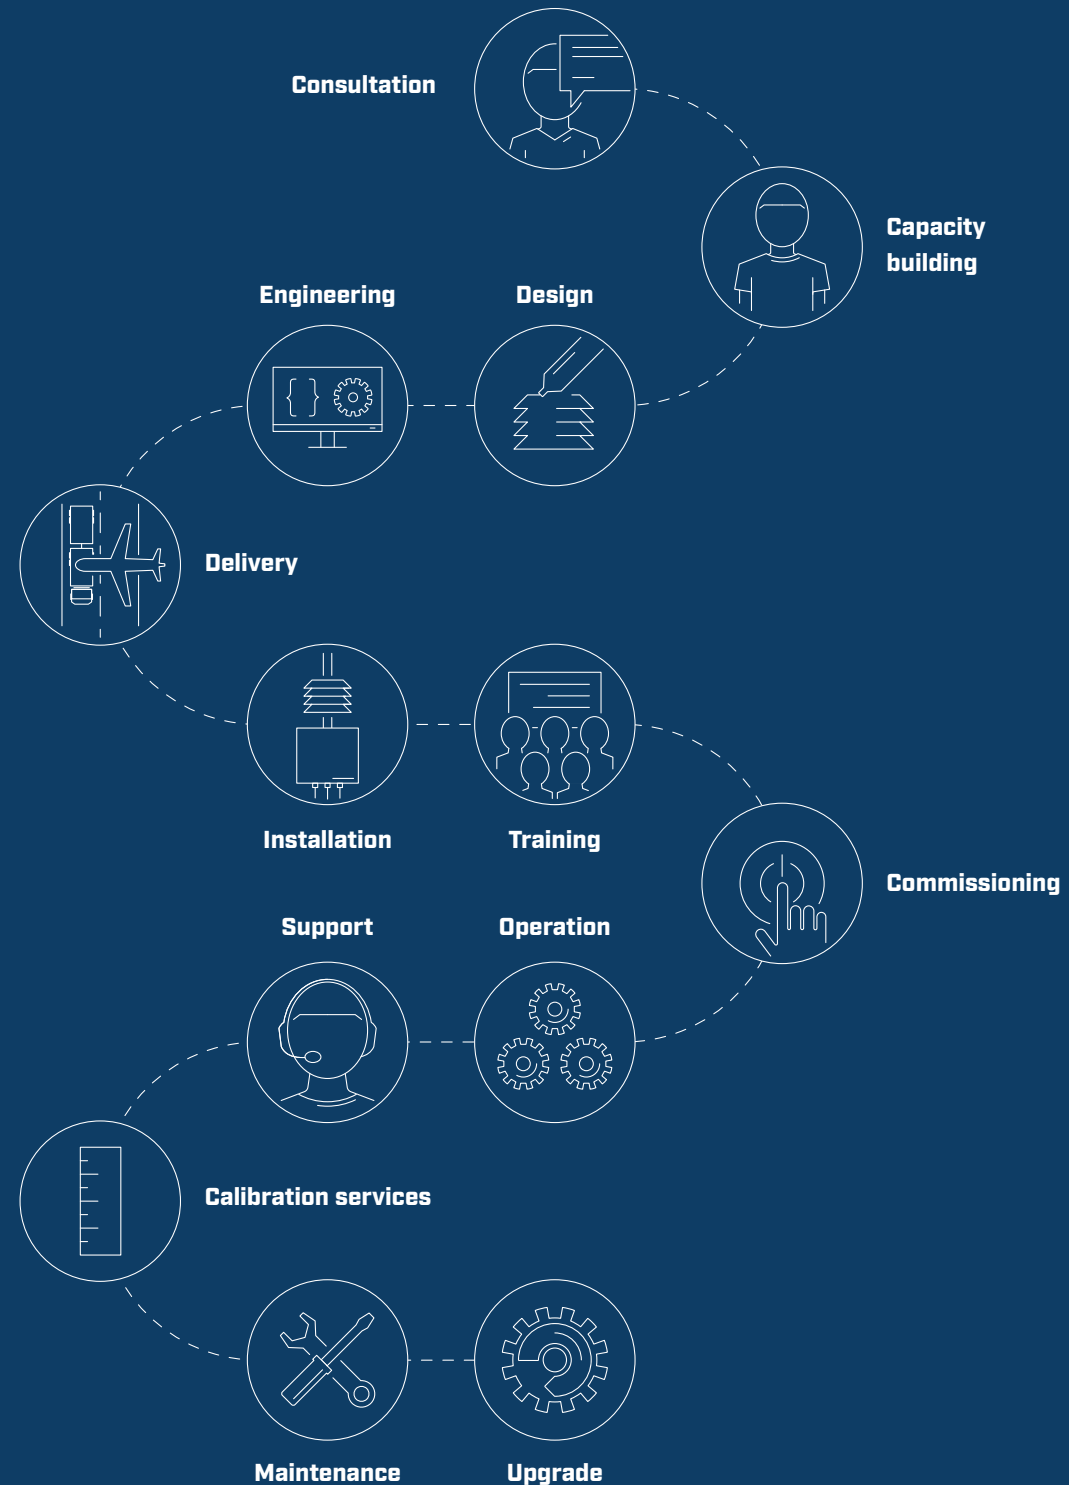 Consultation
Capacity
building
Engineering
Design
Delivery
Installation
Training
Commissioning
Support
Operation
Calibration services
Maintenance
Upgrade